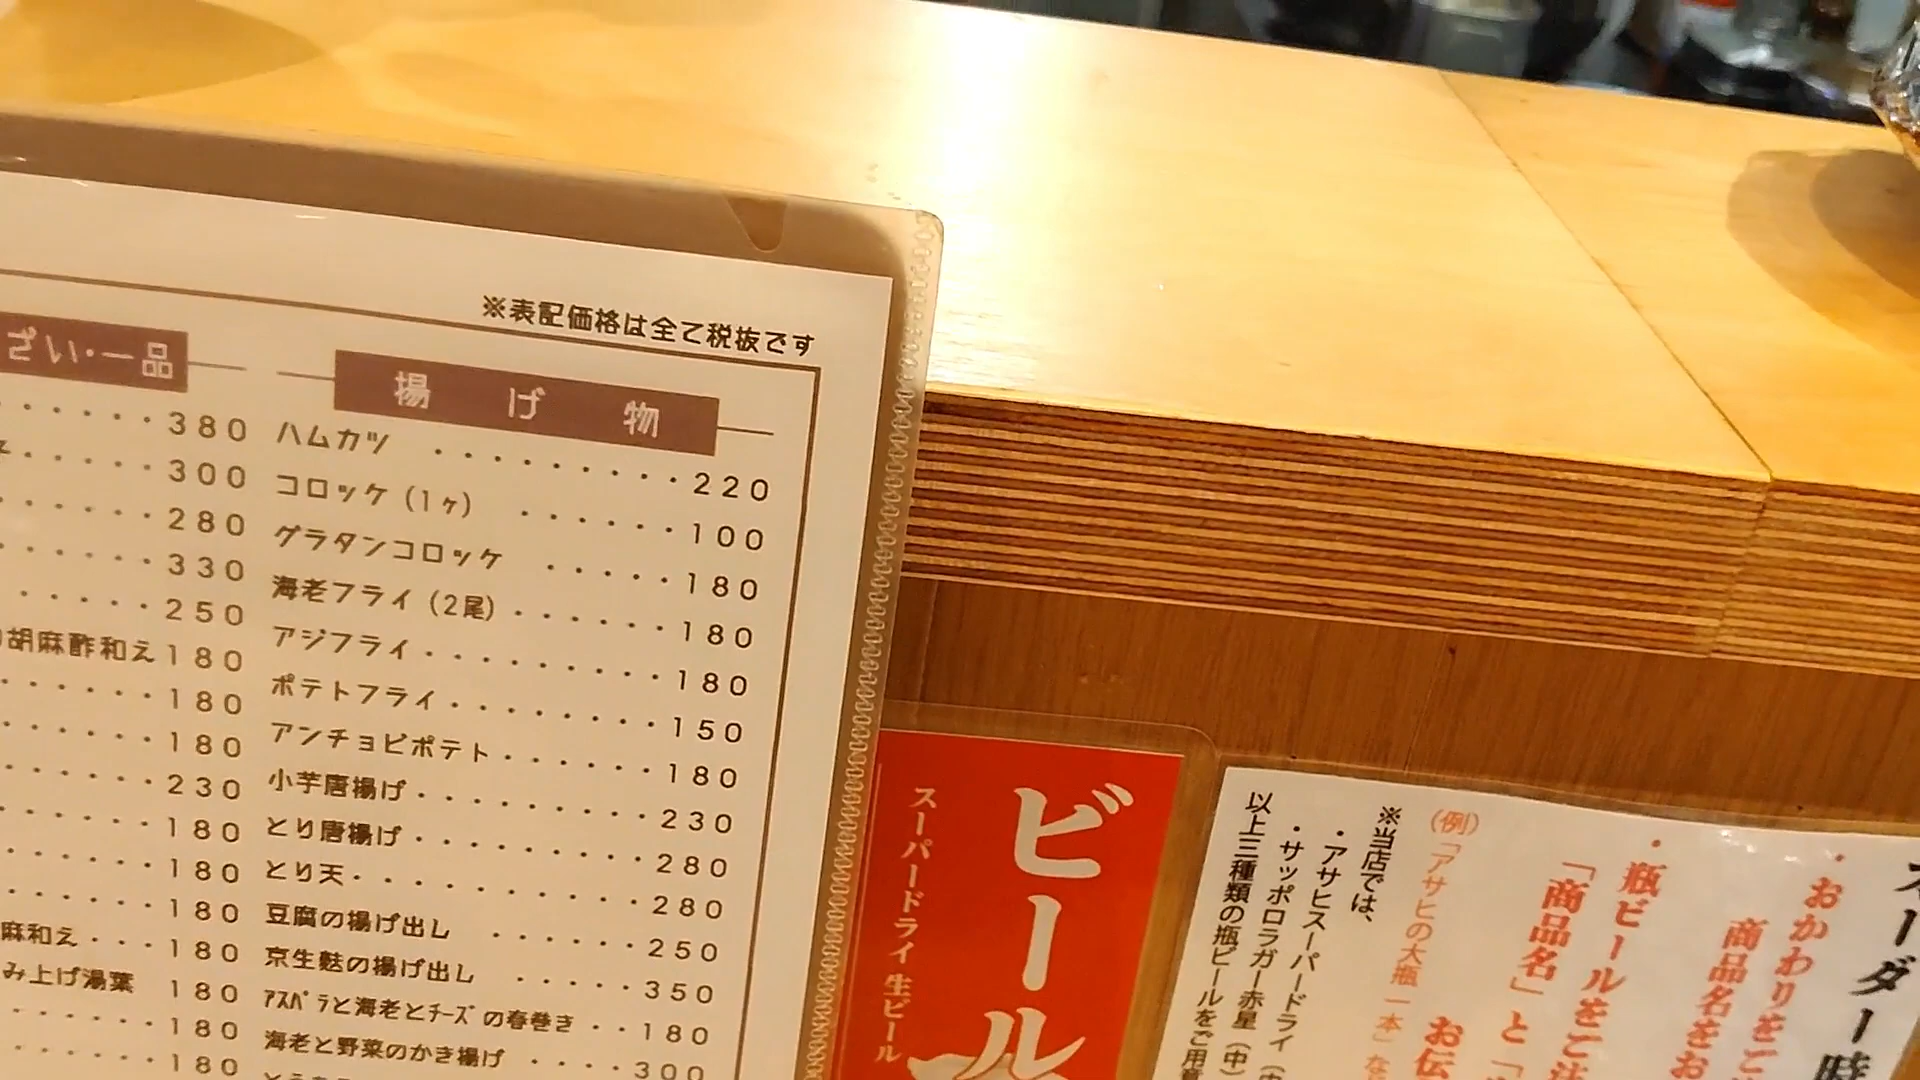 ※表記価格は全て税抜です
ざい・一品
・・・・・・380
・・・・・300
・・・・・・280
・・・・・・330
・・・・・・250
胡麻酢和え180
・・・・・・180
・・・・・・180
・・・・・・230
・・・・・・180
・・・・・・180
・・・・・・180
麻和え・・・180
み上げ湯葉 180
・・・・・・180
・・・・・・180
揚げ物
ハムカツ ・・・・・・・・・220
コロッケ(1ヶ) ・・・・・・100
グラタンコロッケ ・・・・・180
海老フライ(2尾)・・・・・・180
アジフライ・・・・・・・・・180
ポテトフライ・・・・・・・・150
アンチョビポテト・・・・・・180
小芋唐揚げ・・・・・・・・・230
とり唐揚げ・・・・・・・・・280
とり天・・・・・・・・・・・280
豆腐の揚げ出し ・・・・・・250
京生麩の揚げ出し ・・・・・350
ｱｽﾊﾟﾗと海老とﾁｰｽﾞの春巻き・・180
海老と野菜のかき揚げ ・・・・300
ビール
スーパードライ 生ビール
オーダー時
・おかわりをご
商品名をお
・瓶ビールをご注
「商品名」と「
お伝
(例)「アサヒの大瓶 一本」な
※当店では、
・アサヒスーパードライ(
・サッポロラガー赤星(中)
以上三種類の瓶ビールをご用意